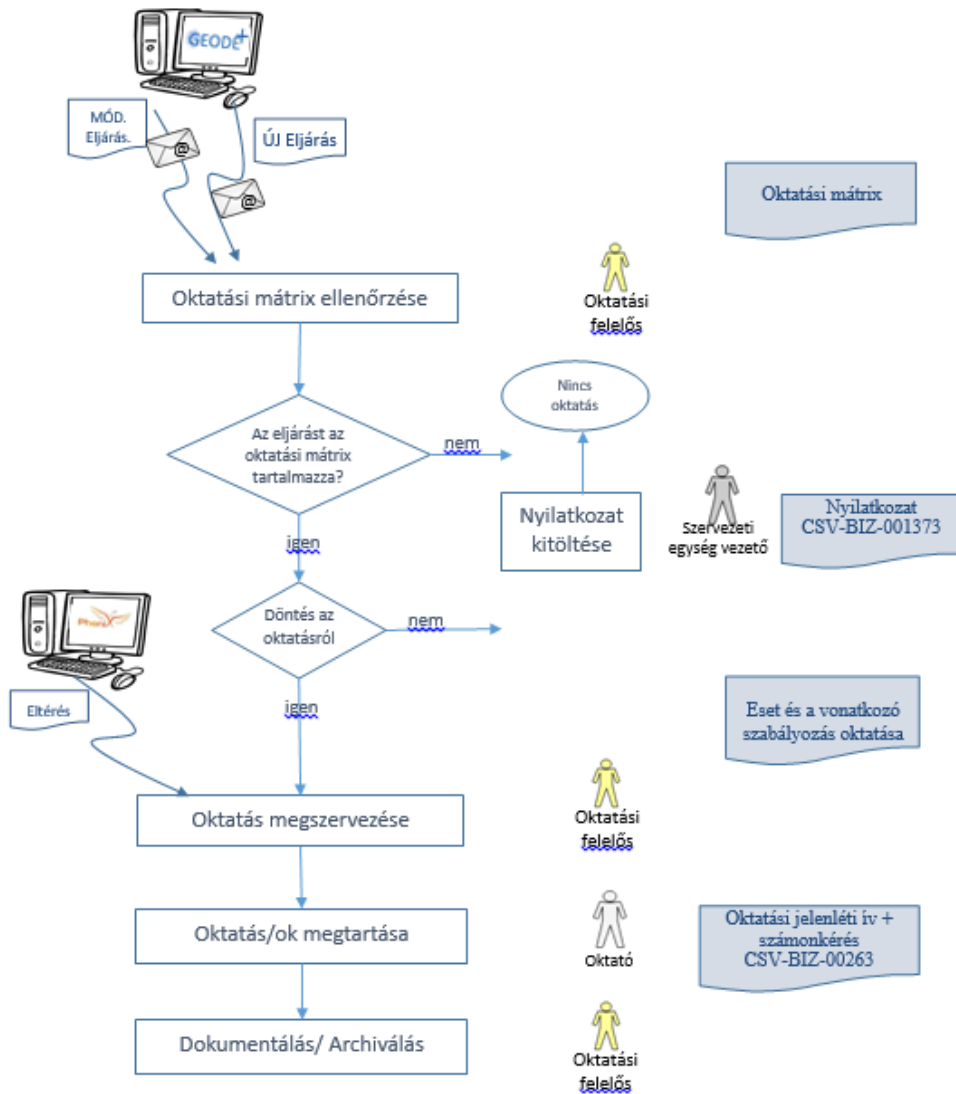 GEODE+
MÓD.
Eljárás.
@
ÚJ Eljárás
@
Oktatási mátrix
Oktatási mátrix ellenőrzése
Oktatási
felelős
Nincs
oktatás
Az eljárást az
oktatási mátrix
tartalmazza?
nem
Nyilatkozat
kitöltése
Szervezeti
egység vezető
Nyilatkozat
CSV-BIZ-001373
igen
Döntés az
oktatásról
nem
Eltérés
igen
Eset és a vonatkozó
szabályozás oktatása
Oktatás megszervezése
Oktatási
felelős
Oktatás/ok megtartása
Oktató
Oktatási jelenléti ív +
számonkérés
CSV-BIZ-00263
Dokumentálás/ Archiválás
Oktatási
felelős